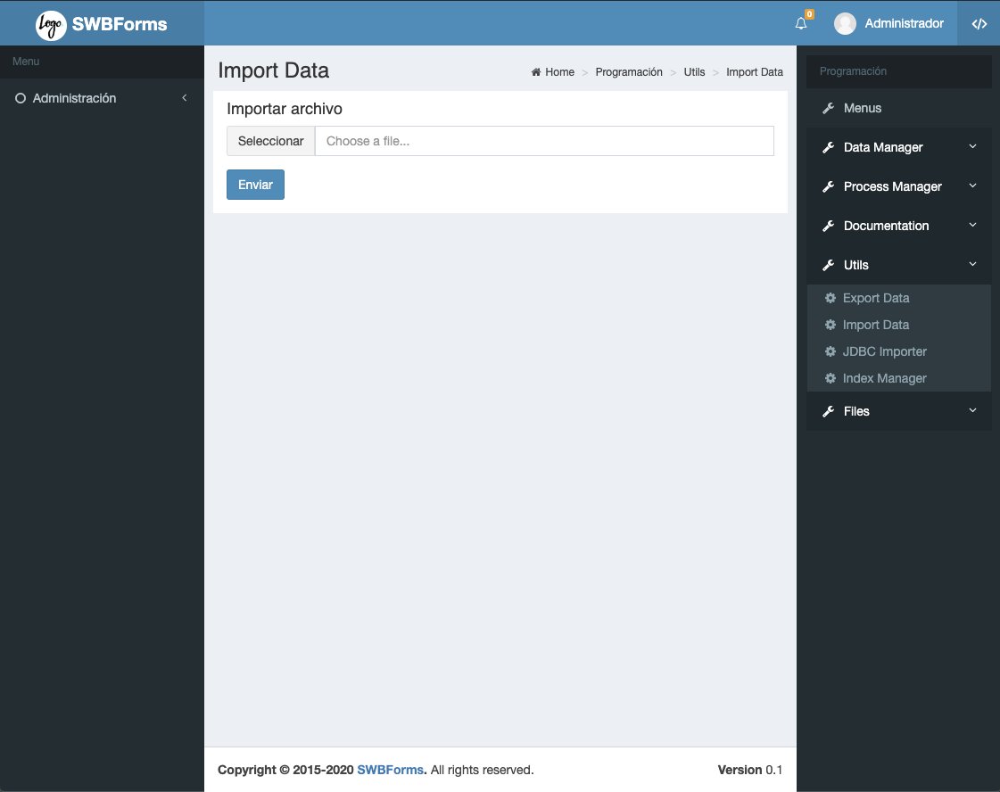 Logo SWBForms
0
Administrador
Menu
Administración
Import Data
Home > Programación > Utils > Import Data
Importar archivo
Seleccionar
Choose a file...
Enviar
Programación
Menus
Data Manager
Process Manager
Documentation
Utils
Export Data
Import Data
JDBC Importer
Index Manager
Files
Copyright © 2015-2020 SWBForms. All rights reserved.
Version 0.1